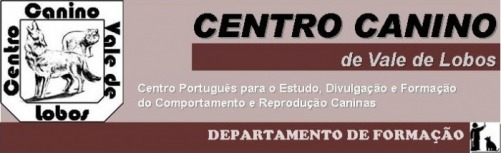 Centro Canino Vale de Lobos
CENTRO CANINO
de Vale de Lobos
Centro Português para o Estudo, Divulgação e Formação
do Comportamento e Reprodução Caninas
DEPARTAMENTO DE FORMAÇÃO